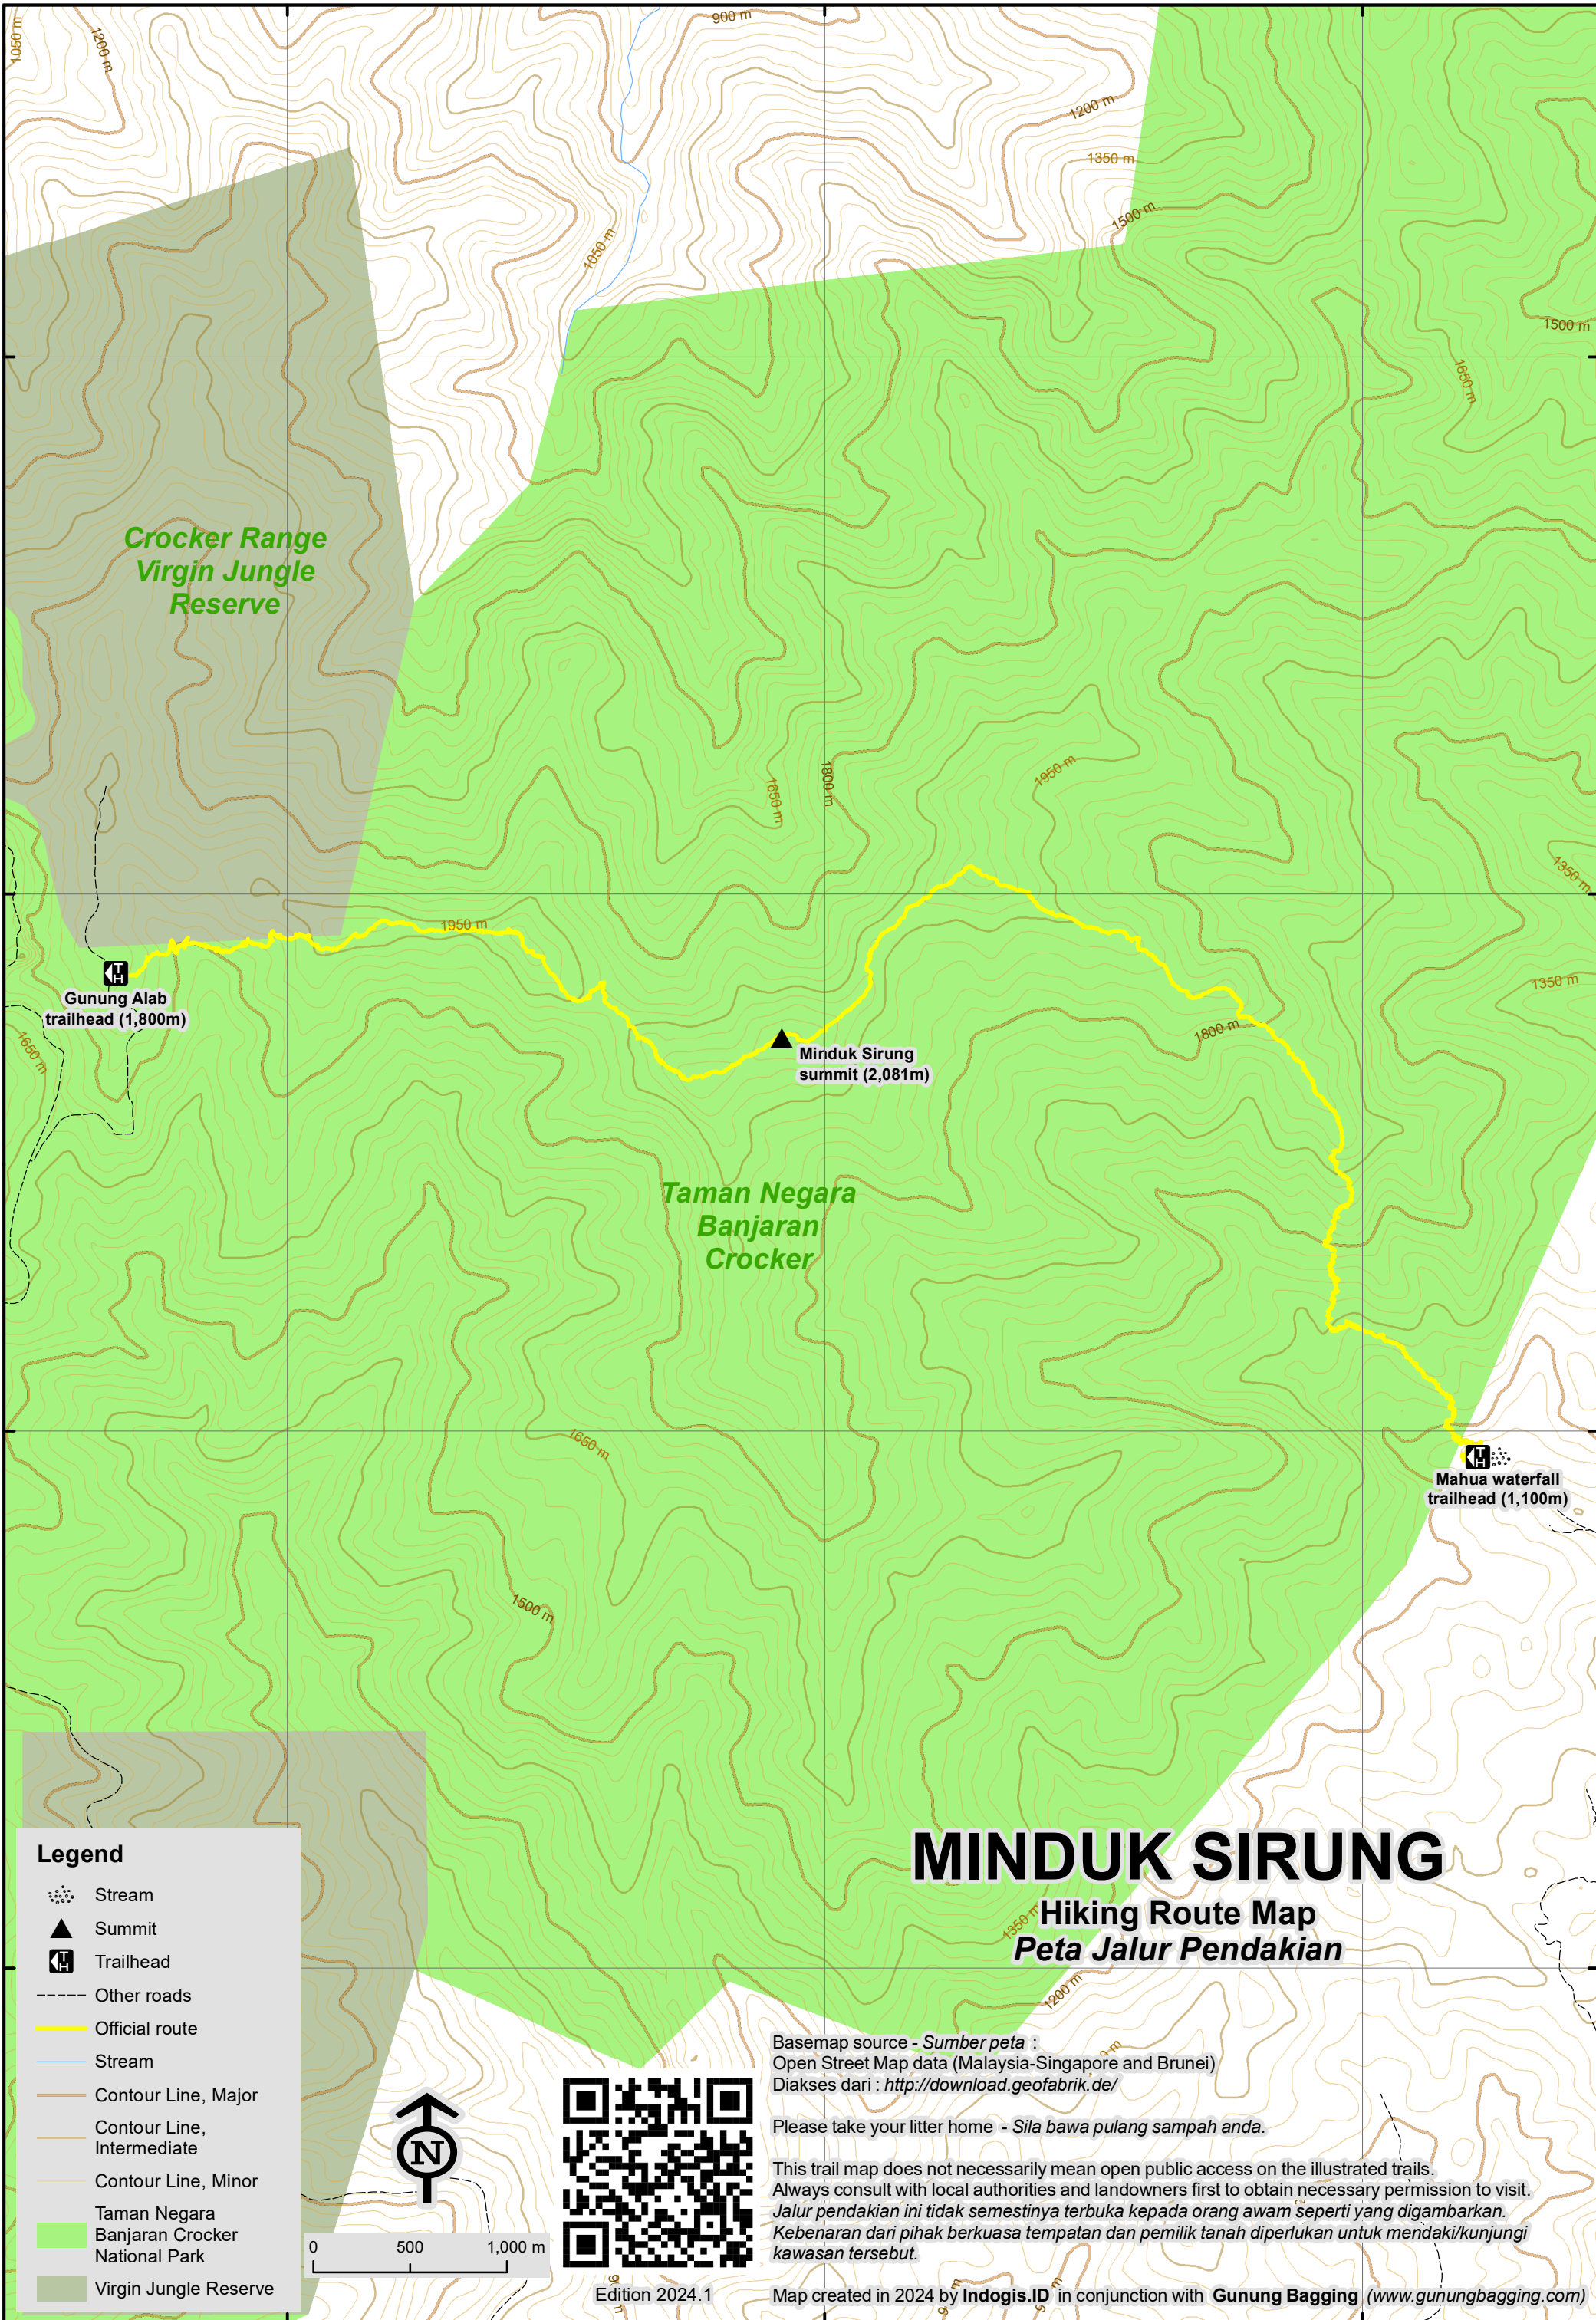 900 m
1050 m
1200 m
1200 m
1350 m
1500 m
1050 m
1500 m
1650 m
Crocker Range
Virgin Jungle
Reserve
1950 m
1650 m
1800 m
1350 m
1950 m
Gunung Alab
trailhead (1,800m)
1350 m
1650 m
1800 m
Minduk Sirung
summit (2,081m)
Taman Negara
Banjaran
Crocker
1650 m
Mahua waterfall
trailhead (1,100m)
1500 m
MINDUK SIRUNG
Hiking Route Map
Peta Jalur Pendakian
1350 m
1200 m
Legend
Stream
Summit
Trailhead
Other roads
Official route
Stream
Contour Line, Major
Contour Line,
Intermediate
Contour Line, Minor
Taman Negara
Banjaran Crocker
National Park
Virgin Jungle Reserve
N
0 500 1,000 m
Edition 2024.1
Basemap source - Sumber peta :
Open Street Map data (Malaysia-Singapore and Brunei)
Diakses dari : http://download.geofabrik.de/
Please take your litter home - Sila bawa pulang sampah anda.
This trail map does not necessarily mean open public access on the illustrated trails.
Always consult with local authorities and landowners first to obtain necessary permission to visit.
Jalur pendakian ini tidak semestinya terbuka kepada orang awam seperti yang digambarkan.
Kebenaran dari pihak berkuasa tempatan dan pemilik tanah diperlukan untuk mendaki/kunjungi
kawasan tersebut.
Map created in 2024 by Indogis.ID in conjunction with Gunung Bagging (www.gunungbagging.com)